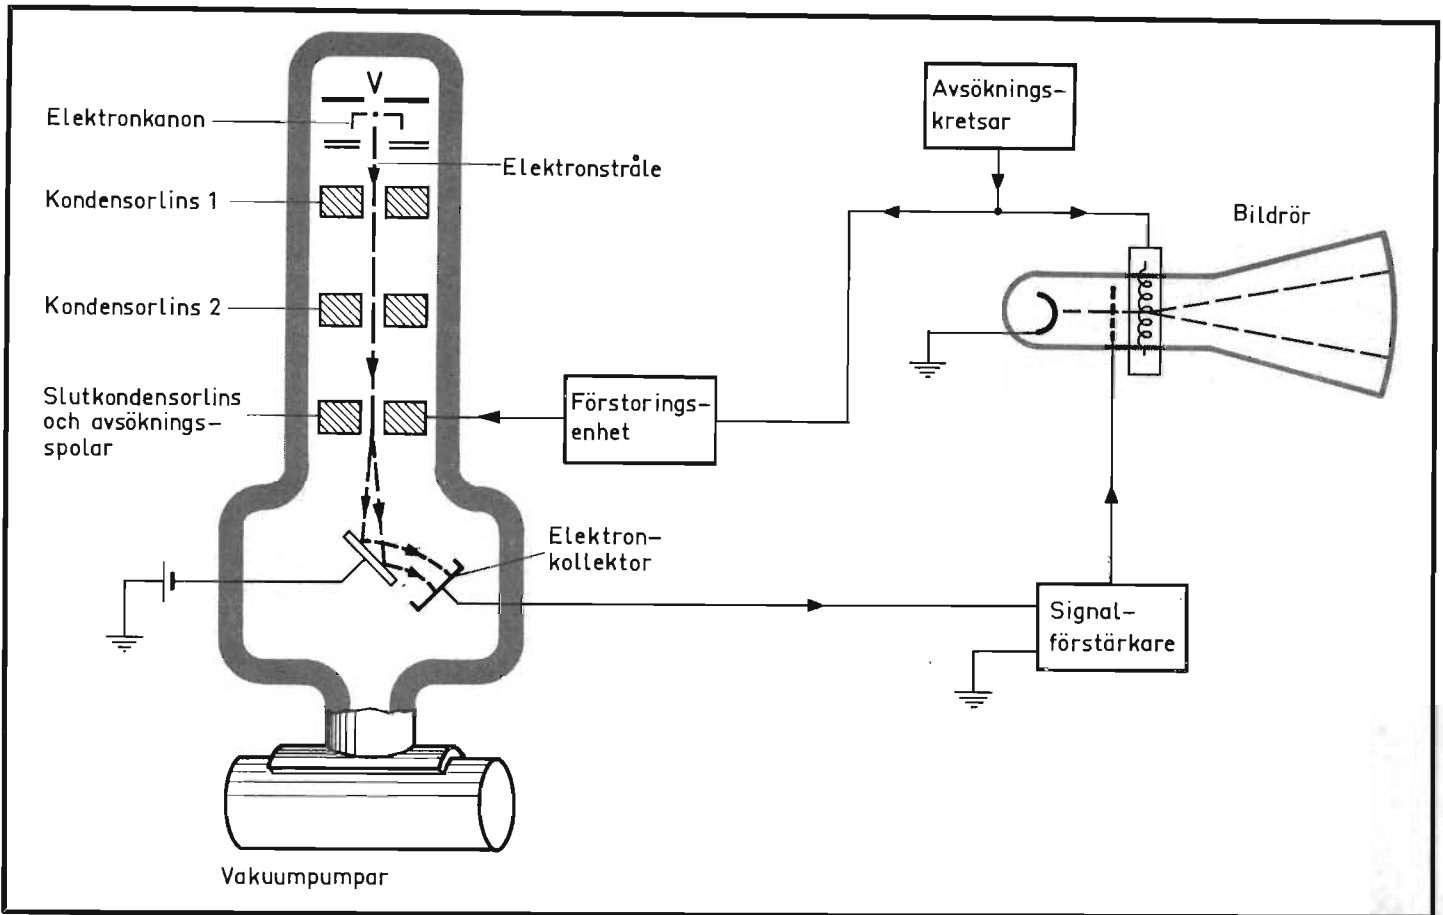 V
Elektronkanon
Elektronstråle
Kondensorlins 1
Kondensorlins 2
Slutkondensorlins
och avsöknings-
spolar
Förstorings-
enhet
Avsöknings-
kretsar
Bildrör
Elektron-
kollektor
Signal-
förstärkare
Vakuumpumpar